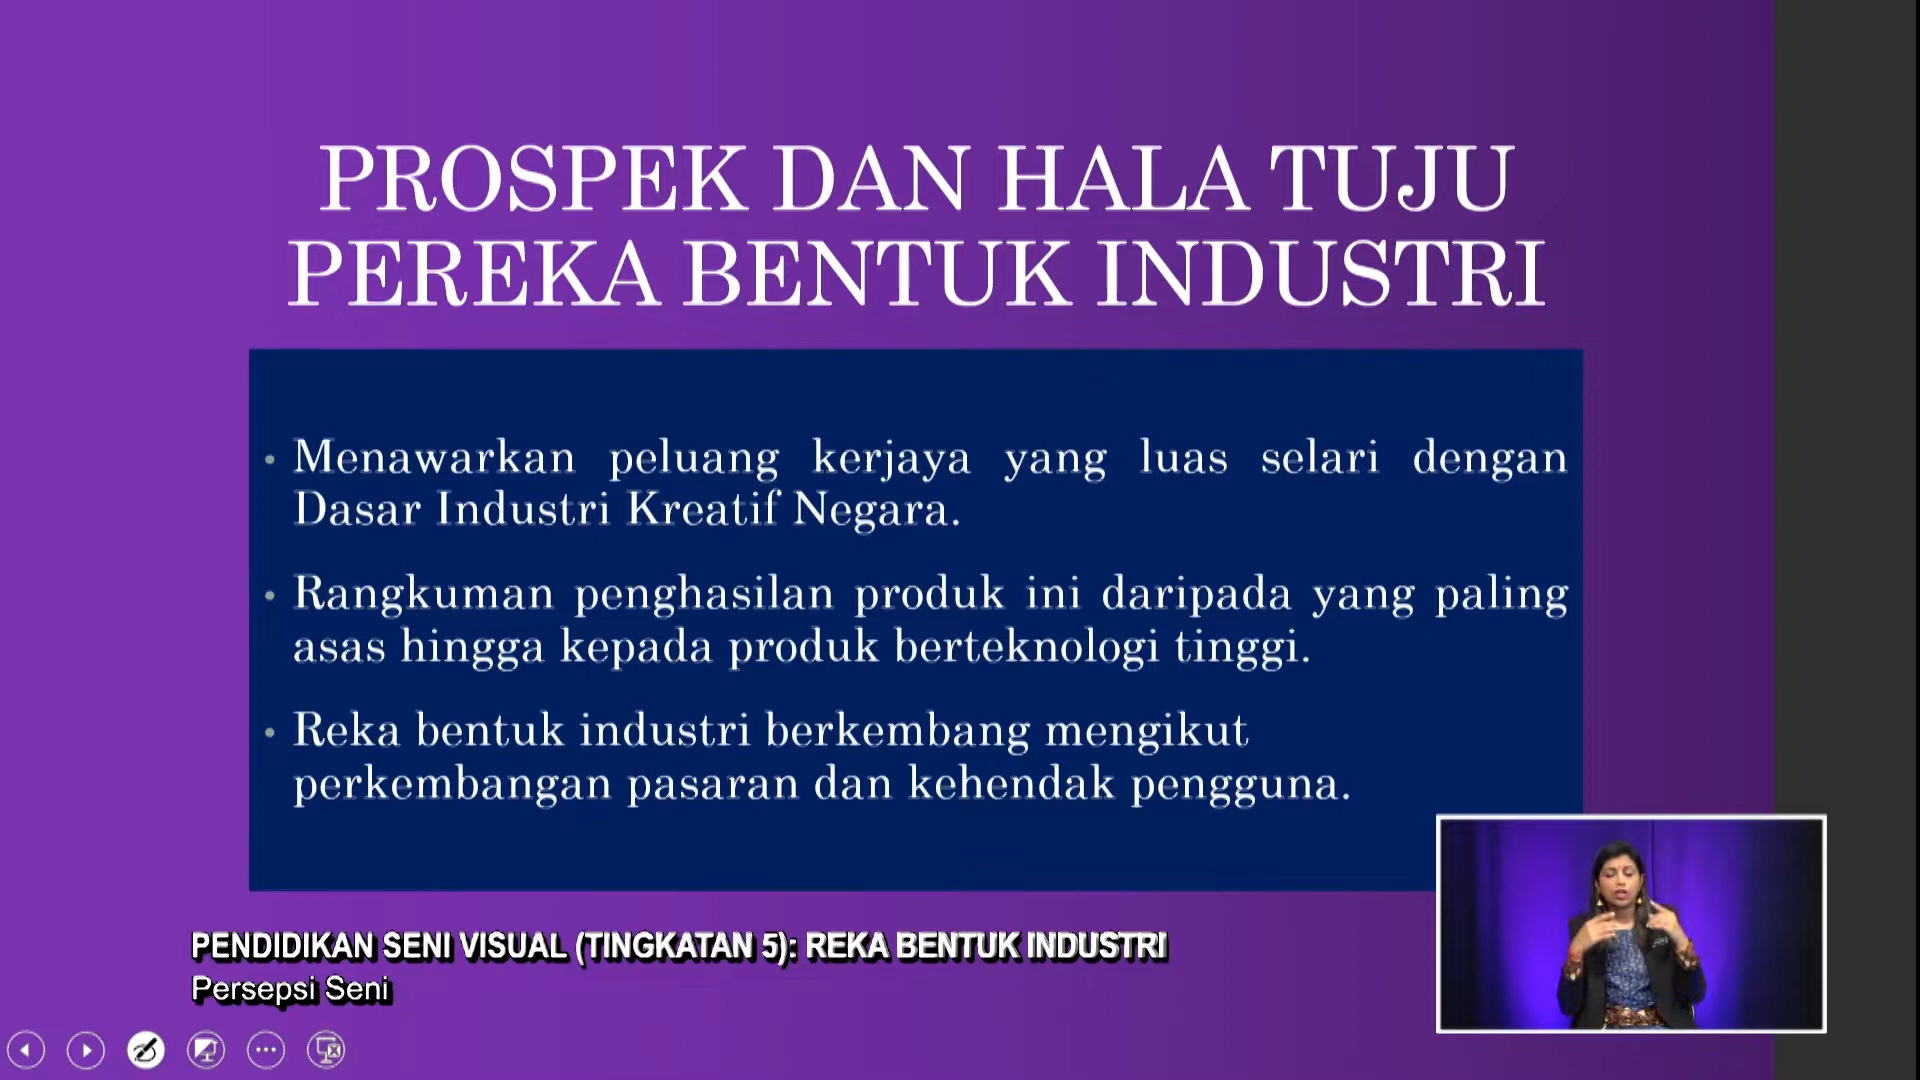 PROSPEK DAN HALA TUJU
PEREKA BENTUK INDUSTRI
• Menawarkan peluang kerjaya yang luas selari dengan
Dasar Industri Kreatif Negara.
• Rangkuman penghasilan produk ini daripada yang paling
asas hingga kepada produk berteknologi tinggi.
• Reka bentuk industri berkembang mengikut
perkembangan pasaran dan kehendak pengguna.
PENDIDIKAN SENI VISUAL (TINGKATAN 5): REKA BENTUK INDUSTRI
Persepsi Seni